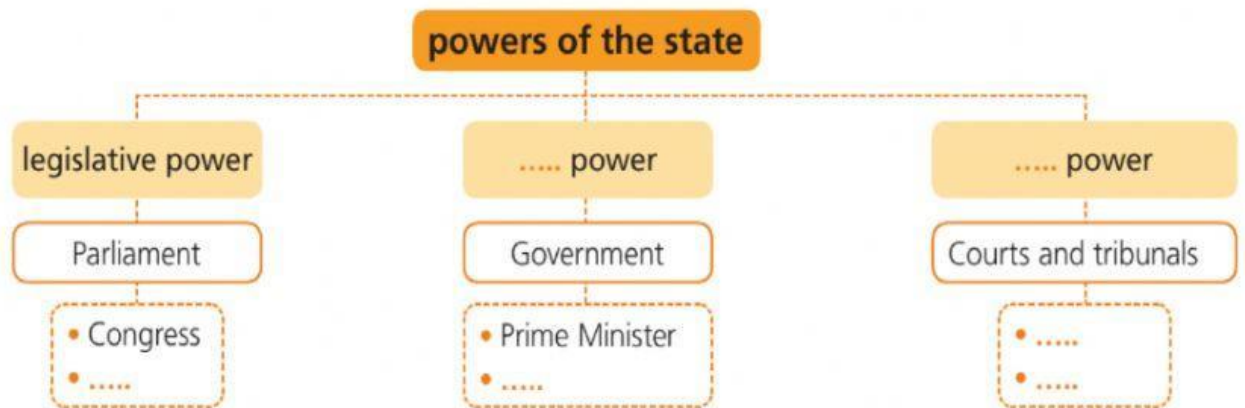 powers of the state
legislative power
..... power
..... power
Parliament
Government
Courts and tribunals
• Congress
• .....
• Prime Minister
• .....
• .....
• .....